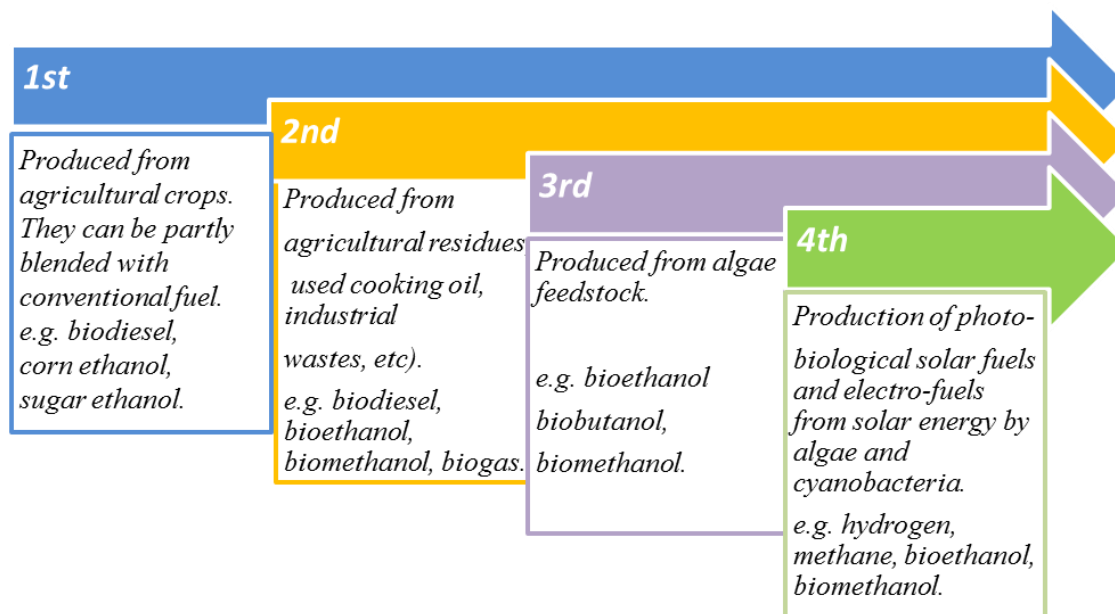 1st
Produced from
agricultural crops.
They can be partly
blended with
conventional fuel.
e.g. biodiesel,
corn ethanol,
sugar ethanol.
2nd
Produced from
agricultural residues,
used cooking oil,
industrial
wastes, etc).
e.g. biodiesel,
bioethanol,
biomethanol, biogas.
3rd
Produced from algae
feedstock.
e.g. bioethanol
biobutanol,
biomethanol.
4th
Production of photo-
biological solar fuels
and electro-fuels
from solar energy by
algae and
cyanobacteria.
e.g. hydrogen,
methane, bioethanol,
biomethanol.